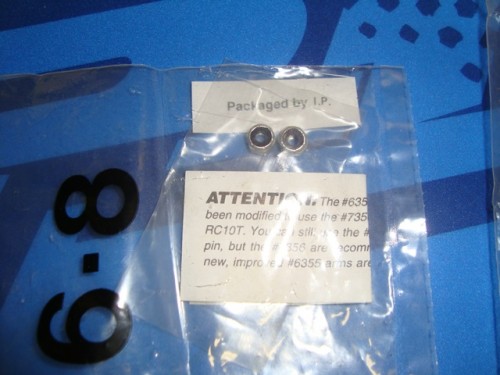 Packaged by I.P.
ATTENTION: The #635
been modified to use the #735
RC10T. You can still use the #
pin, but the are recomm
new, improved #6355 arms are
6-8